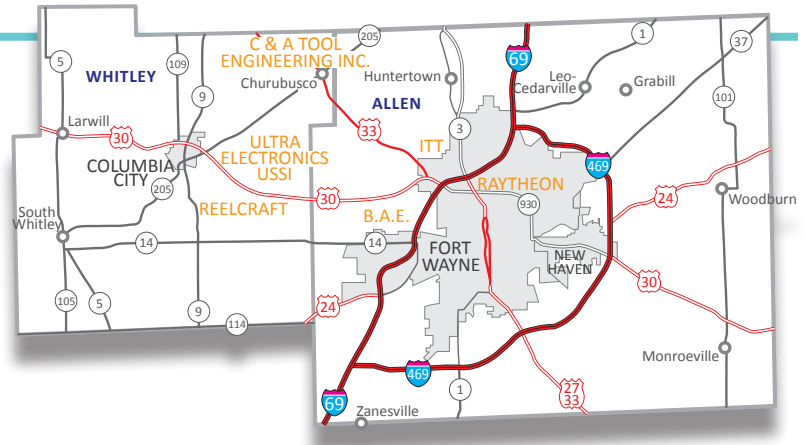 C & A TOOL
ENGINEERING INC.
205
1
37
5
109
69
WHITLEY
Churubusco
Huntertown
Leo-
Cedarville
Grabill
9
ALLEN
101
Larwill
30
33
3
ITT
ULTRA
ELECTRONICS
USSI
469
COLUMBIA
CITY
205
30
RAYTHEON
930
24
Woodburn
South
Whitley
REELCRAFT
B.A.E.
14
14
FORT
WAYNE
NEW
HAVEN
30
105
5
9
24
114
Monroeville
469
1
27
33
69
Zanesville